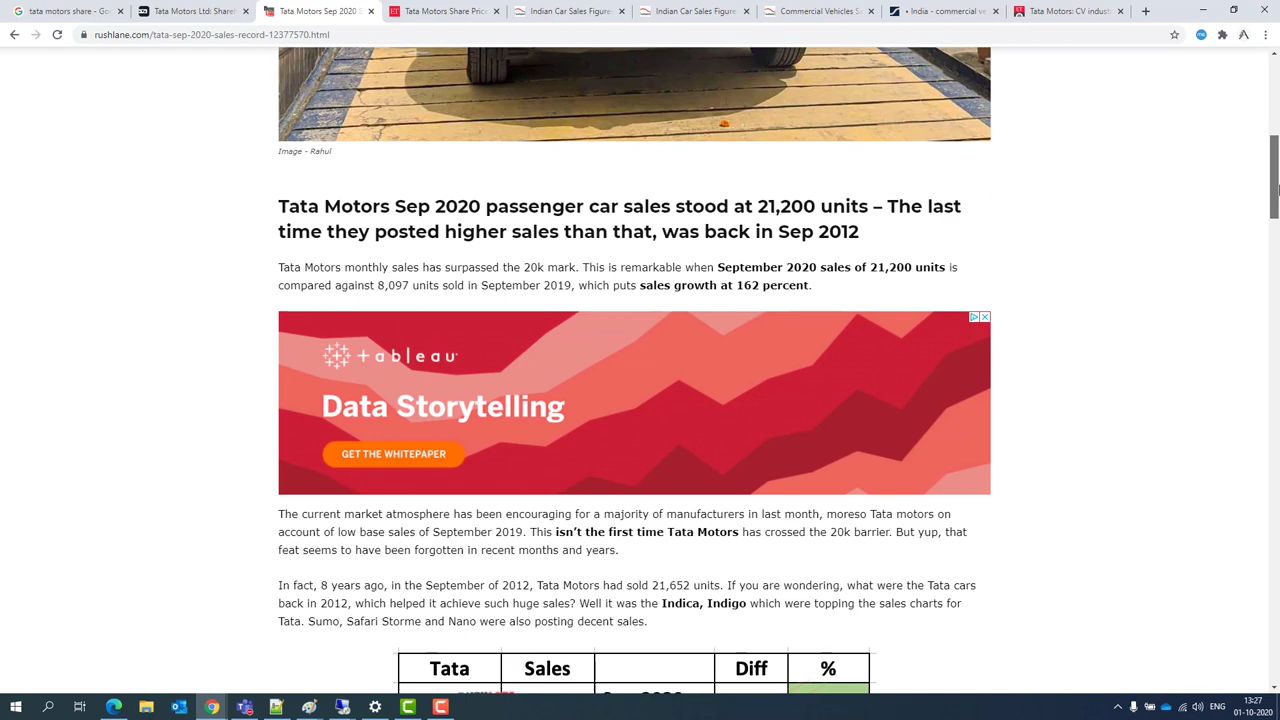 tata motors share - Go
Tata Motors Ltd: Sharef
Tata Motors Sep 2020 S
Tata Motors Share Price
passenger car - Google
Indian Car Sales Figure
Commercial Vehicles Sa
India - commercial ve
Tata Motors: CV indust
rushlane.com/tata-sep-2020-sales-record-12377570.html
Image - Rahul
Tata Motors Sep 2020 passenger car sales stood at 21,200 units – The last
time they posted higher sales than that, was back in Sep 2012
Tata Motors monthly sales has surpassed the 20k mark. This is remarkable when September 2020 sales of 21,200 units is
compared against 8,097 units sold in September 2019, which puts sales growth at 162 percent.
+ableau
Data Storytelling
GET THE WHITEPAPER
The current market atmosphere has been encouraging for a majority of manufacturers in last month, moreso Tata motors on
account of low base sales of September 2019. This isn’t the first time Tata Motors has crossed the 20k barrier. But yup, that
feat seems to have been forgotten in recent months and years.
In fact, 8 years ago, in the September of 2012, Tata Motors had sold 21,652 units. If you are wondering, what were the Tata cars
back in 2012, which helped it achieve such huge sales? Well it was the Indica, Indigo which were topping the sales charts for
Tata. Sumo, Safari Storme and Nano were also posting decent sales.
Tata Sales Diff %
ENG
13:27
01-10-2020